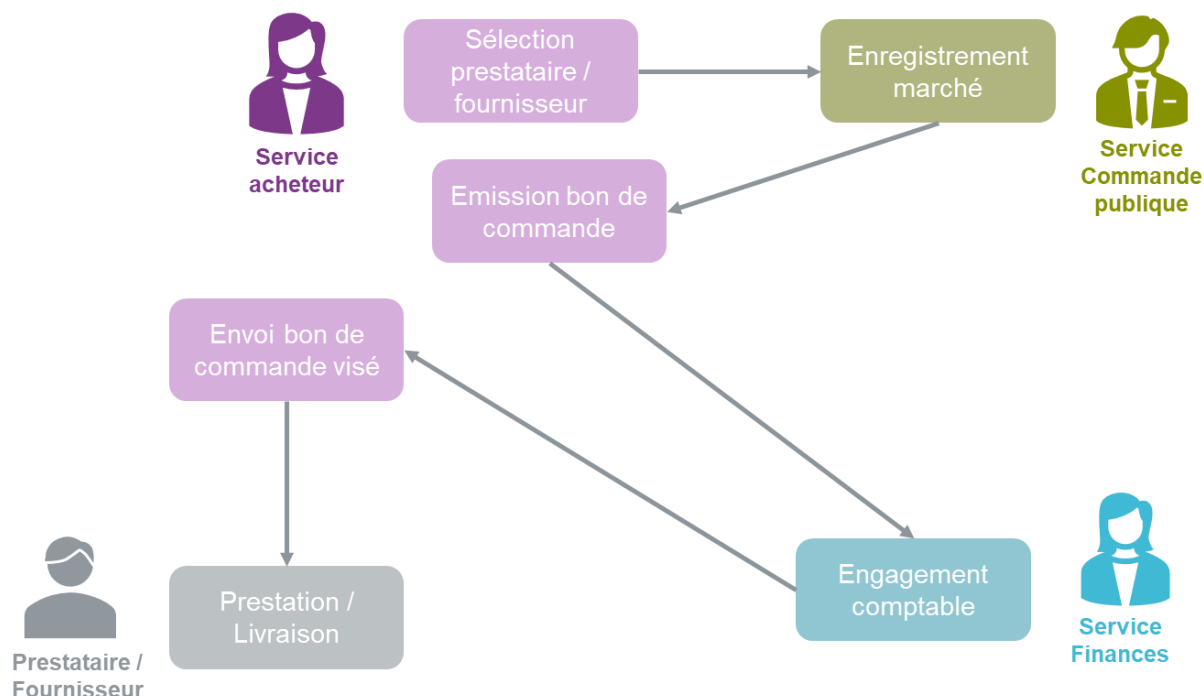 Sélection
prestataire /
fournisseur
Enregistrement
marché
Service
acheteur
Service
Commande
publique
Emission bon de
commande
Envoi bon de
commande visé
Engagement
comptable
Prestation /
Livraison
Service
Finances
Prestataire /
Fournisseur